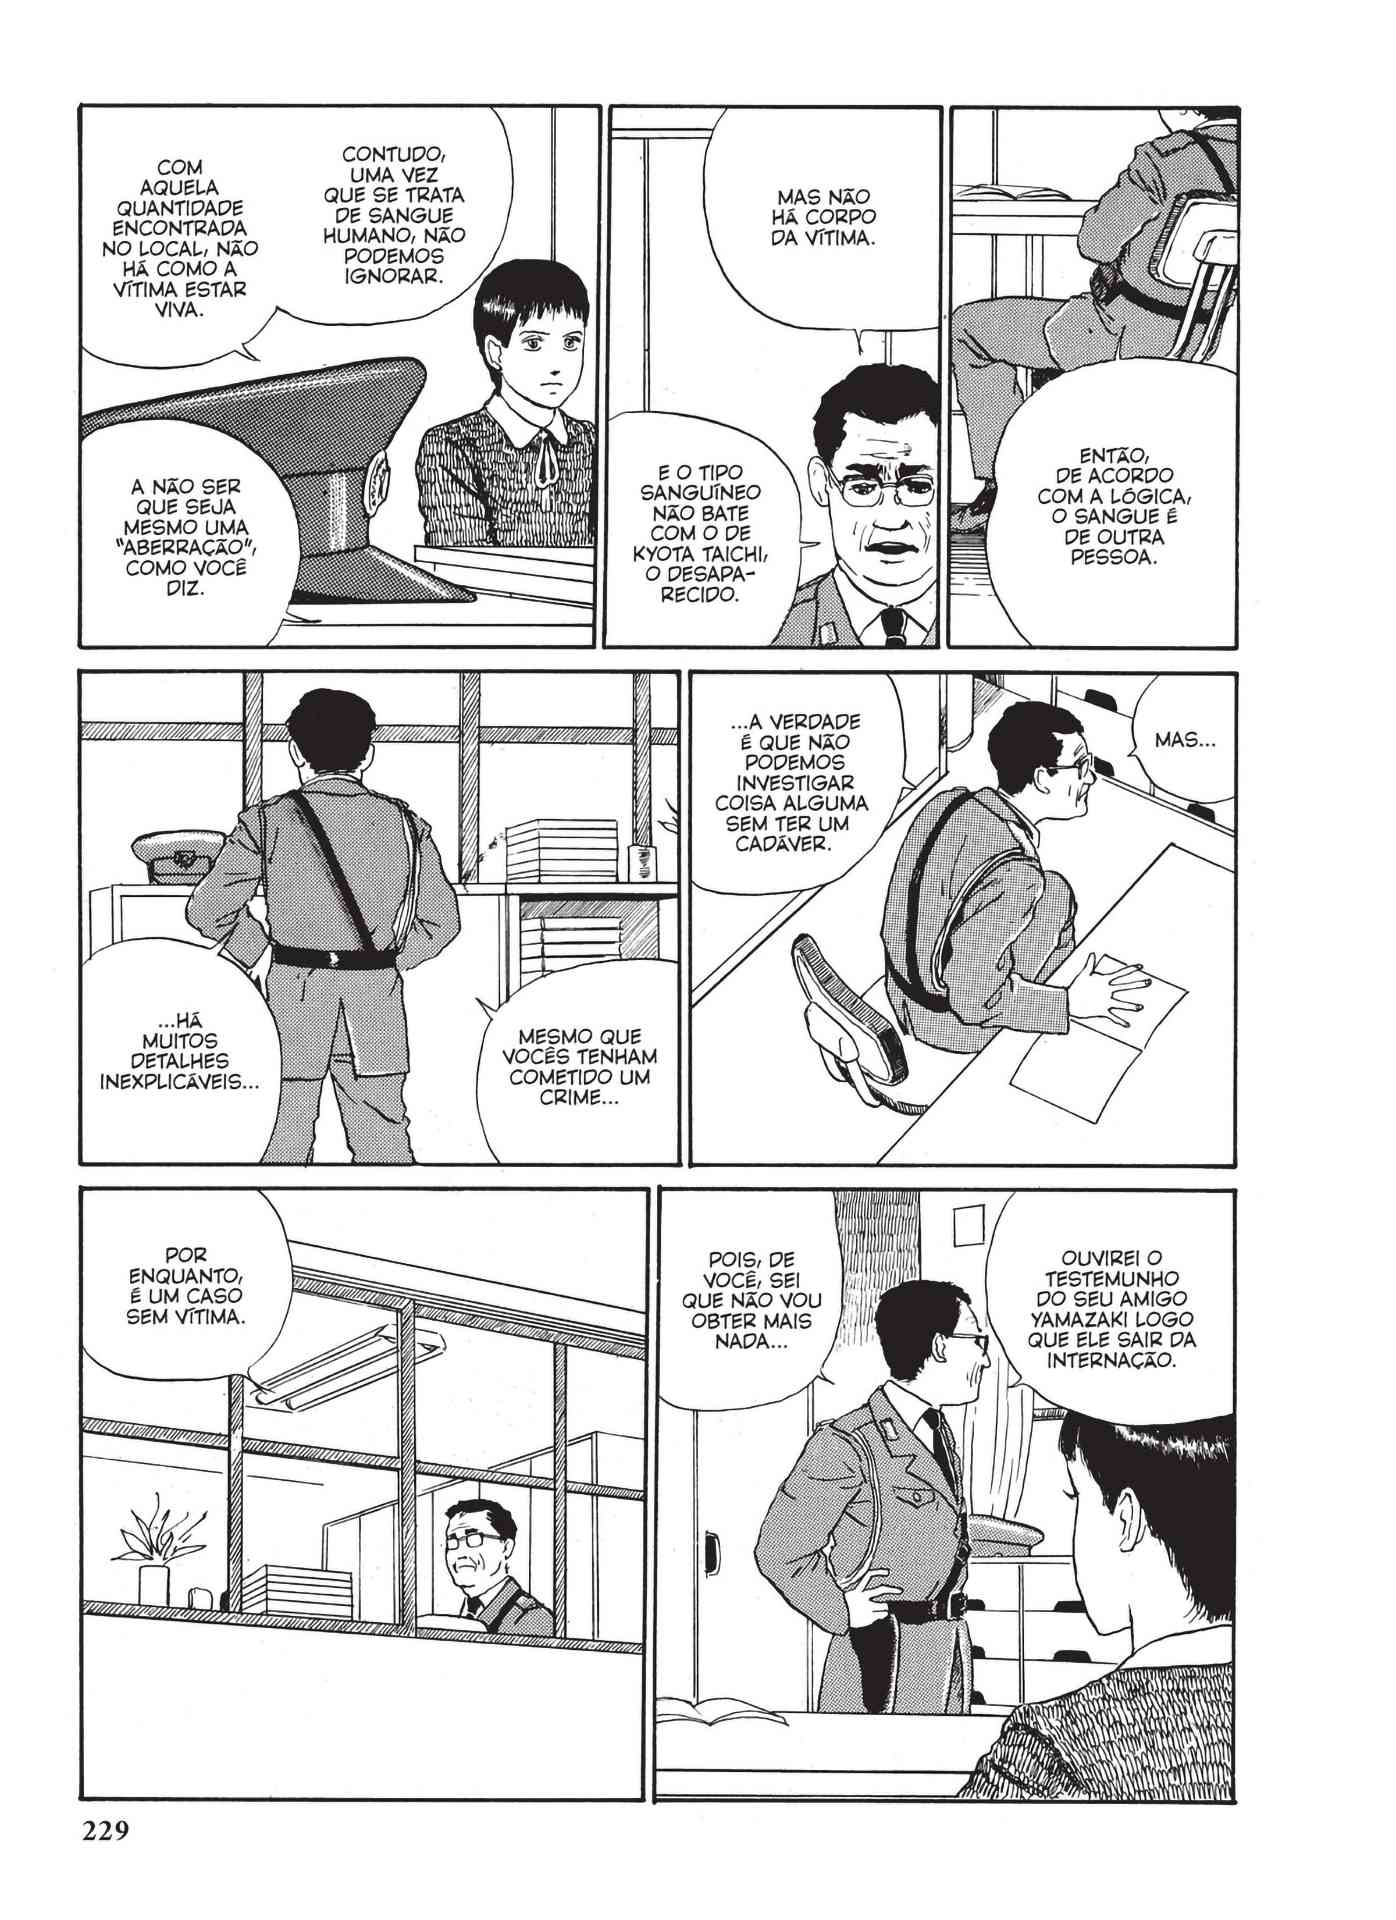 ENTÃO,
DE ACORDO
COM A LÓGICA,
O SANGUE É
DE OUTRA
PESSOA.
MAS NÃO
HÁ CORPO
DA VÍTIMA.
E O TIPO
SANGUÍNEO
NÃO BATE
COM O DE
KYOTA TAICHI,
O DESAPA-
RECIDO.
CONTUDO,
UMA VEZ
QUE SE TRATA
DE SANGUE
HUMANO, NÃO
PODEMOS
IGNORAR.
COM
AQUELA
QUANTIDADE
ENCONTRADA
NO LOCAL, NÃO
HÁ COMO A
VÍTIMA ESTAR
VIVA.
A NÃO SER
QUE SEJA
MESMO UMA
"ABERRAÇÃO",
COMO VOCÊ
DIZ.
MAS...
...A VERDADE
É QUE NÃO
PODEMOS
INVESTIGAR
COISA ALGUMA
SEM TER UM
CADÁVER.
MESMO QUE
VOCÊS TENHAM
COMETIDO UM
CRIME...
...HÁ
MUITOS
DETALHES
INEXPLICÁVEIS...
OUVIREI O
TESTEMUNHO
DO SEU AMIGO
YAMAZAKI LOGO
QUE ELE SAIR DA
INTERNAÇÃO.
POIS, DE
VOCÊ, SEI
QUE NÃO VOU
OBTER MAIS
NADA...
POR
ENQUANTO,
É UM CASO
SEM VÍTIMA.
229